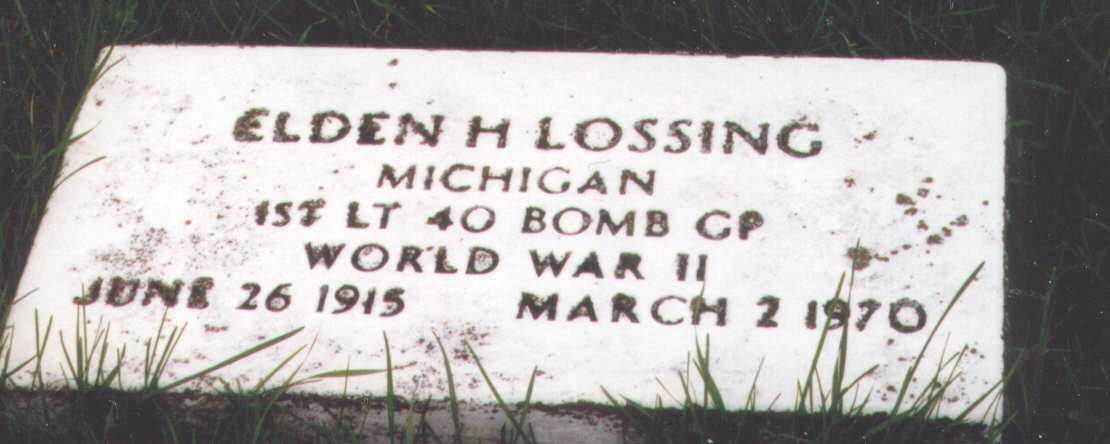 ELDEN H LOSSING
MICHIGAN
1ST LT 40 BOMB GP
WORLD WAR II
JUNE 26 1915 MARCH 2 1970